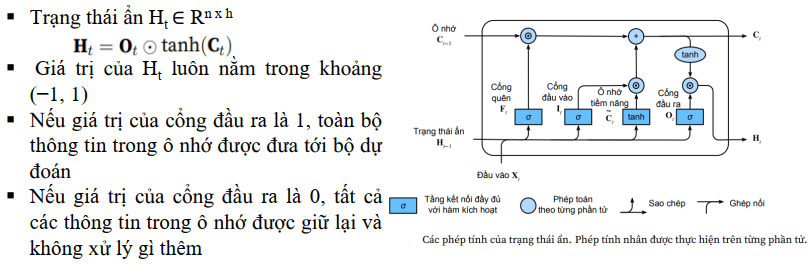 ▪ Trạng thái ẩn Hₜ ∈ Rⁿ ˣ ʰ
Hₜ = Oₜ ⊙ tanh(Cₜ)
▪ Giá trị của Hₜ luôn nằm trong khoảng
(−1, 1)
▪ Nếu giá trị của cổng đầu ra là 1, toàn bộ
thông tin trong ô nhớ được đưa tới bộ dự
đoán
▪ Nếu giá trị của cổng đầu ra là 0, tất cả
các thông tin trong ô nhớ được giữ lại và
không xử lý gì thêm
Ô nhớ
Cₜ₋₁
Cₜ
tanh
Cổng
quên
Fₜ
Cổng
đầu vào
Iₜ
Ô nhớ
tiềm năng
C̃ₜ
Cổng
đầu ra
Oₜ
σ
σ
tanh
σ
Trạng thái ẩn
Hₜ₋₁
Hₜ
Đầu vào Xₜ
σ
Tầng kết nối đầy đủ
với hàm kích hoạt
Phép toán
theo từng phần tử
Sao chép
Ghép nối
Các phép tính của trạng thái ẩn. Phép tính nhân được thực hiện trên từng phần tử.